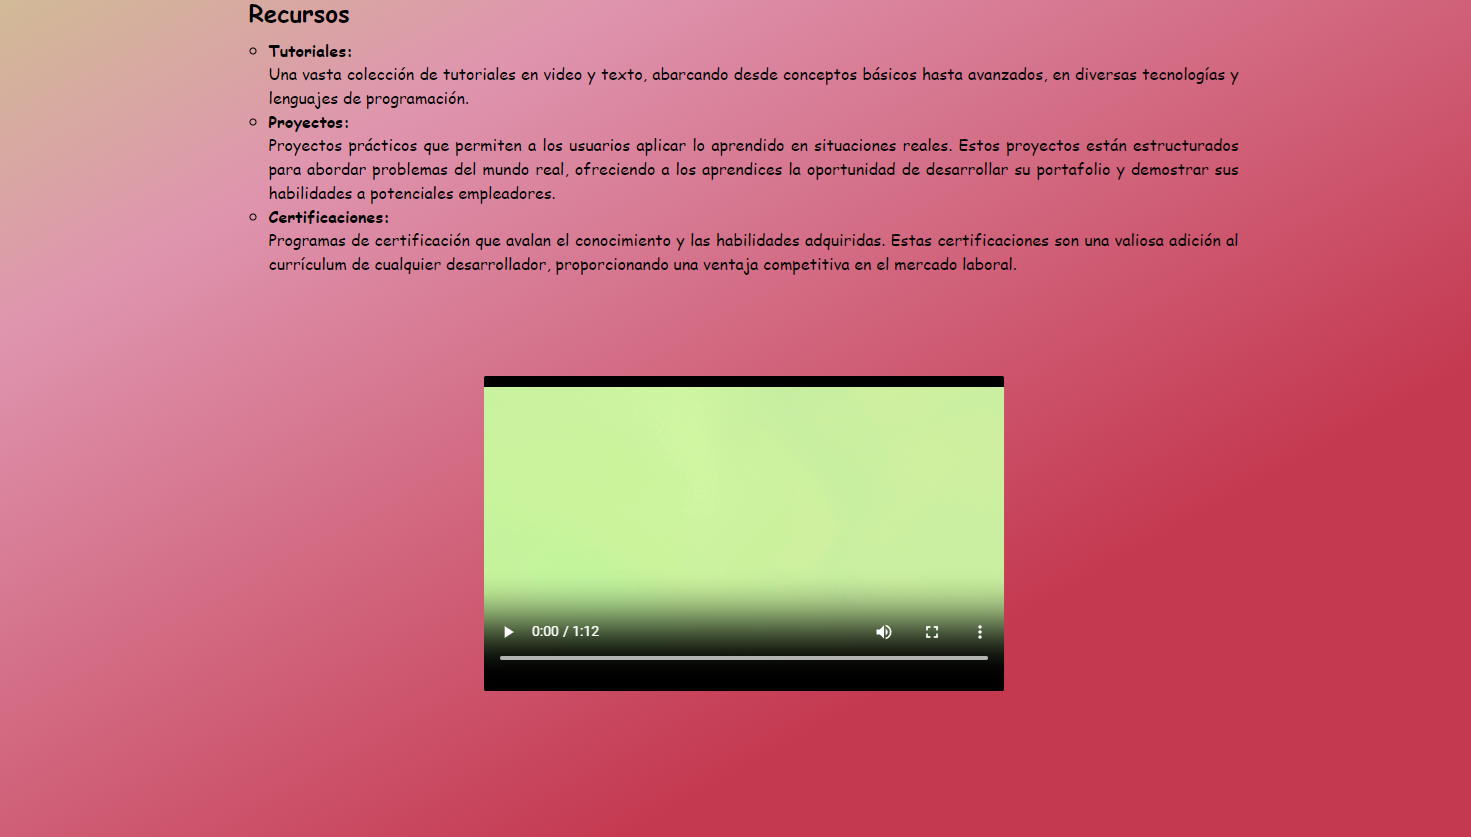 Recursos
Tutoriales:
Una vasta colección de tutoriales en video y texto, abarcando desde conceptos básicos hasta avanzados, en diversas tecnologías y
lenguajes de programación.
Proyectos:
Proyectos prácticos que permiten a los usuarios aplicar lo aprendido en situaciones reales. Estos proyectos están estructurados
para abordar problemas del mundo real, ofreciendo a los aprendices la oportunidad de desarrollar su portafolio y demostrar sus
habilidades a potenciales empleadores.
Certificaciones:
Programas de certificación que avalan el conocimiento y las habilidades adquiridas. Estas certificaciones son una valiosa adición al
currículum de cualquier desarrollador, proporcionando una ventaja competitiva en el mercado laboral.
0:00 / 1:12